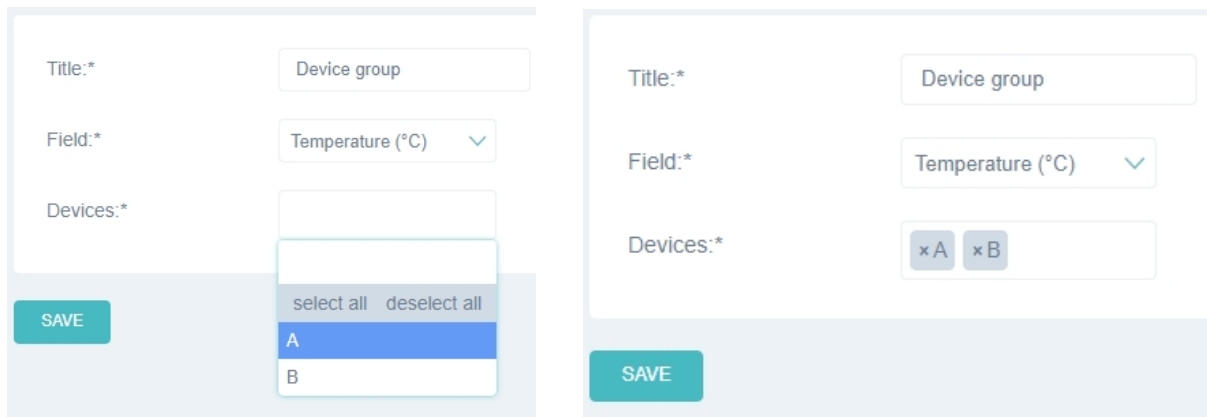 Title:* Device group
Field:* Temperature (°C)
Devices:*
select all deselect all
A
B
SAVE
Title:* Device group
Field:* Temperature (°C)
Devices:* ×A ×B
SAVE